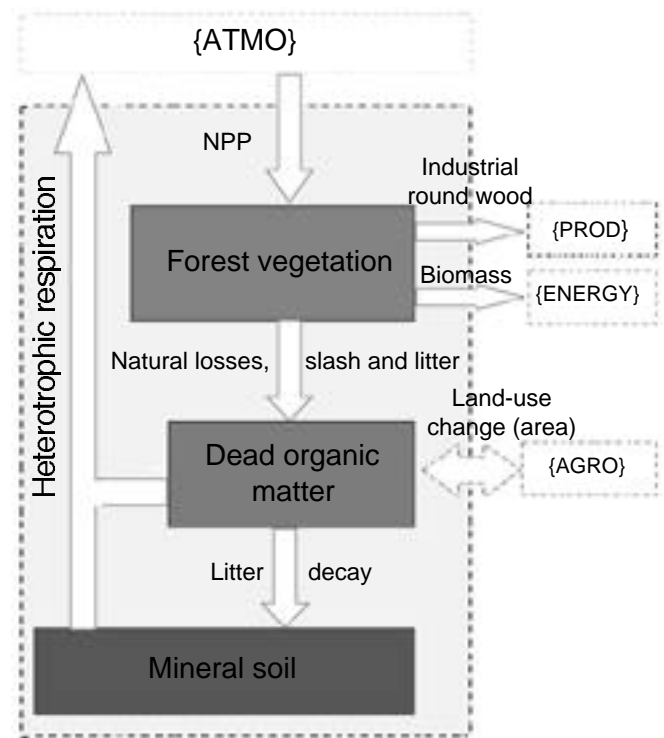 {ATMO}
NPP
Industrial
round wood
{PROD}
Forest vegetation
Biomass
{ENERGY}
Heterotrophic respiration
Natural losses, slash and litter
Land-use
change (area)
{AGRO}
Dead organic
matter
Litter decay
Mineral soil